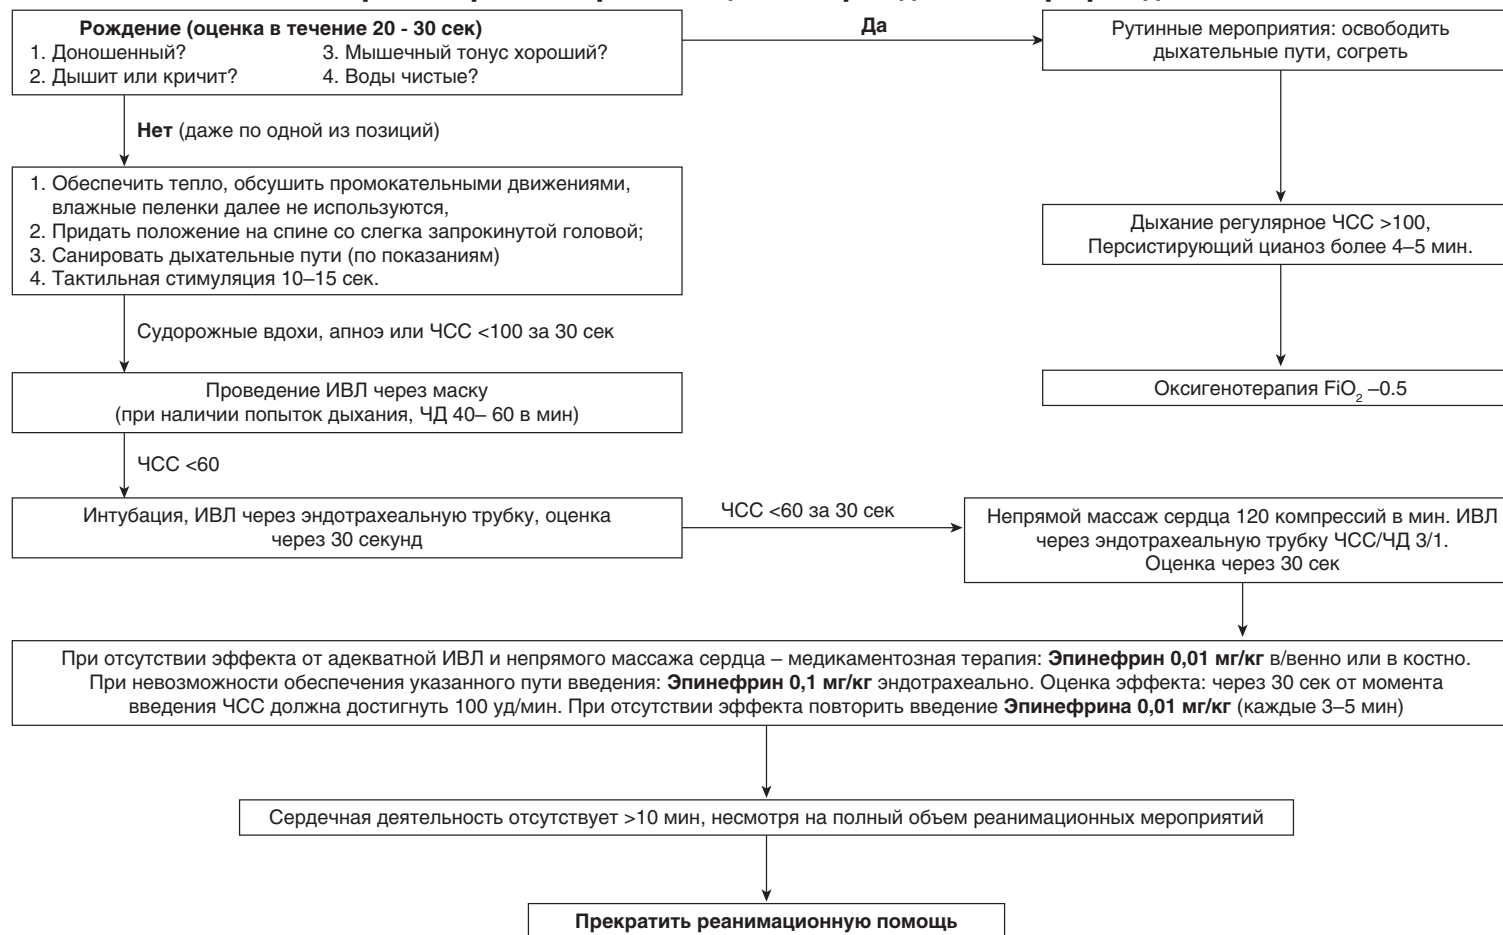 Рождение (оценка в течение 20 - 30 сек)
1. Доношенный? 3. Мышечный тонус хороший?
2. Дышит или кричит? 4. Воды чистые?
Да
Рутинные мероприятия: освободить
дыхательные пути, согреть
Нет (даже по одной из позиций)
1. Обеспечить тепло, обсушить промокательными движениями,
влажные пеленки далее не используются,
2. Придать положение на спине со слегка запрокинутой головой;
3. Санировать дыхательные пути (по показаниям)
4. Тактильная стимуляция 10–15 сек.
Дыхание регулярное ЧСС >100,
Персистирующий цианоз более 4–5 мин.
Судорожные вдохи, апноэ или ЧСС <100 за 30 сек
Проведение ИВЛ через маску
(при наличии попыток дыхания, ЧД 40– 60 в мин)
Оксигенотерапия FiO2 –0.5
ЧСС <60
Интубация, ИВЛ через эндотрахеальную трубку, оценка
через 30 секунд
ЧСС <60 за 30 сек
Непрямой массаж сердца 120 компрессий в мин. ИВЛ
через эндотрахеальную трубку ЧСС/ЧД 3/1.
Оценка через 30 сек
При отсутствии эффекта от адекватной ИВЛ и непрямого массажа сердца – медикаментозная терапия: Эпинефрин 0,01 мг/кг в/венно или в костно.
При невозможности обеспечения указанного пути введения: Эпинефрин 0,1 мг/кг эндотрахеально. Оценка эффекта: через 30 сек от момента
введения ЧСС должна достигнуть 100 уд/мин. При отсутствии эффекта повторить введение Эпинефрина 0,01 мг/кг (каждые 3–5 мин)
Сердечная деятельность отсутствует >10 мин, несмотря на полный объем реанимационных мероприятий
Прекратить реанимационную помощь